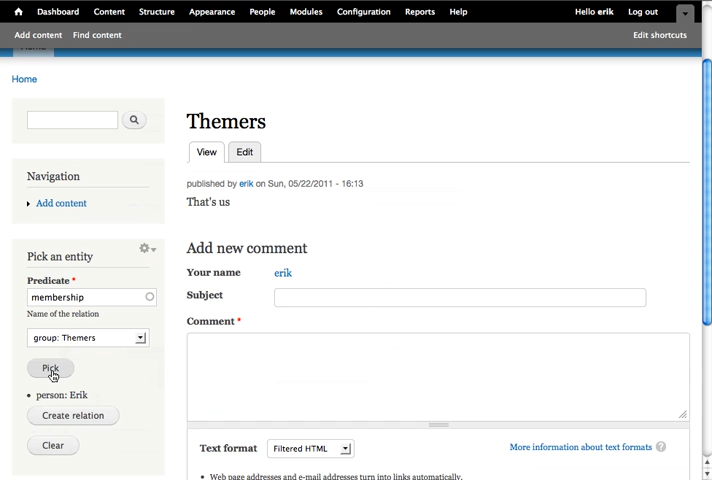 Dashboard Content Structure Appearance People Modules Configuration Reports Help Hello erik Log out
Add content Find content Edit shortcuts
Home
Navigation
Add content
Pick an entity
Predicate *
membership
Name of the relation
group: Themers
Pick
person: Erik
Create relation
Clear
Themers
View Edit
published by erik on Sun, 05/22/2011 - 16:13
That's us
Add new comment
Your name erik
Subject
Comment *
Text format Filtered HTML More information about text formats ?
Web page addresses and e-mail addresses turn into links automatically.